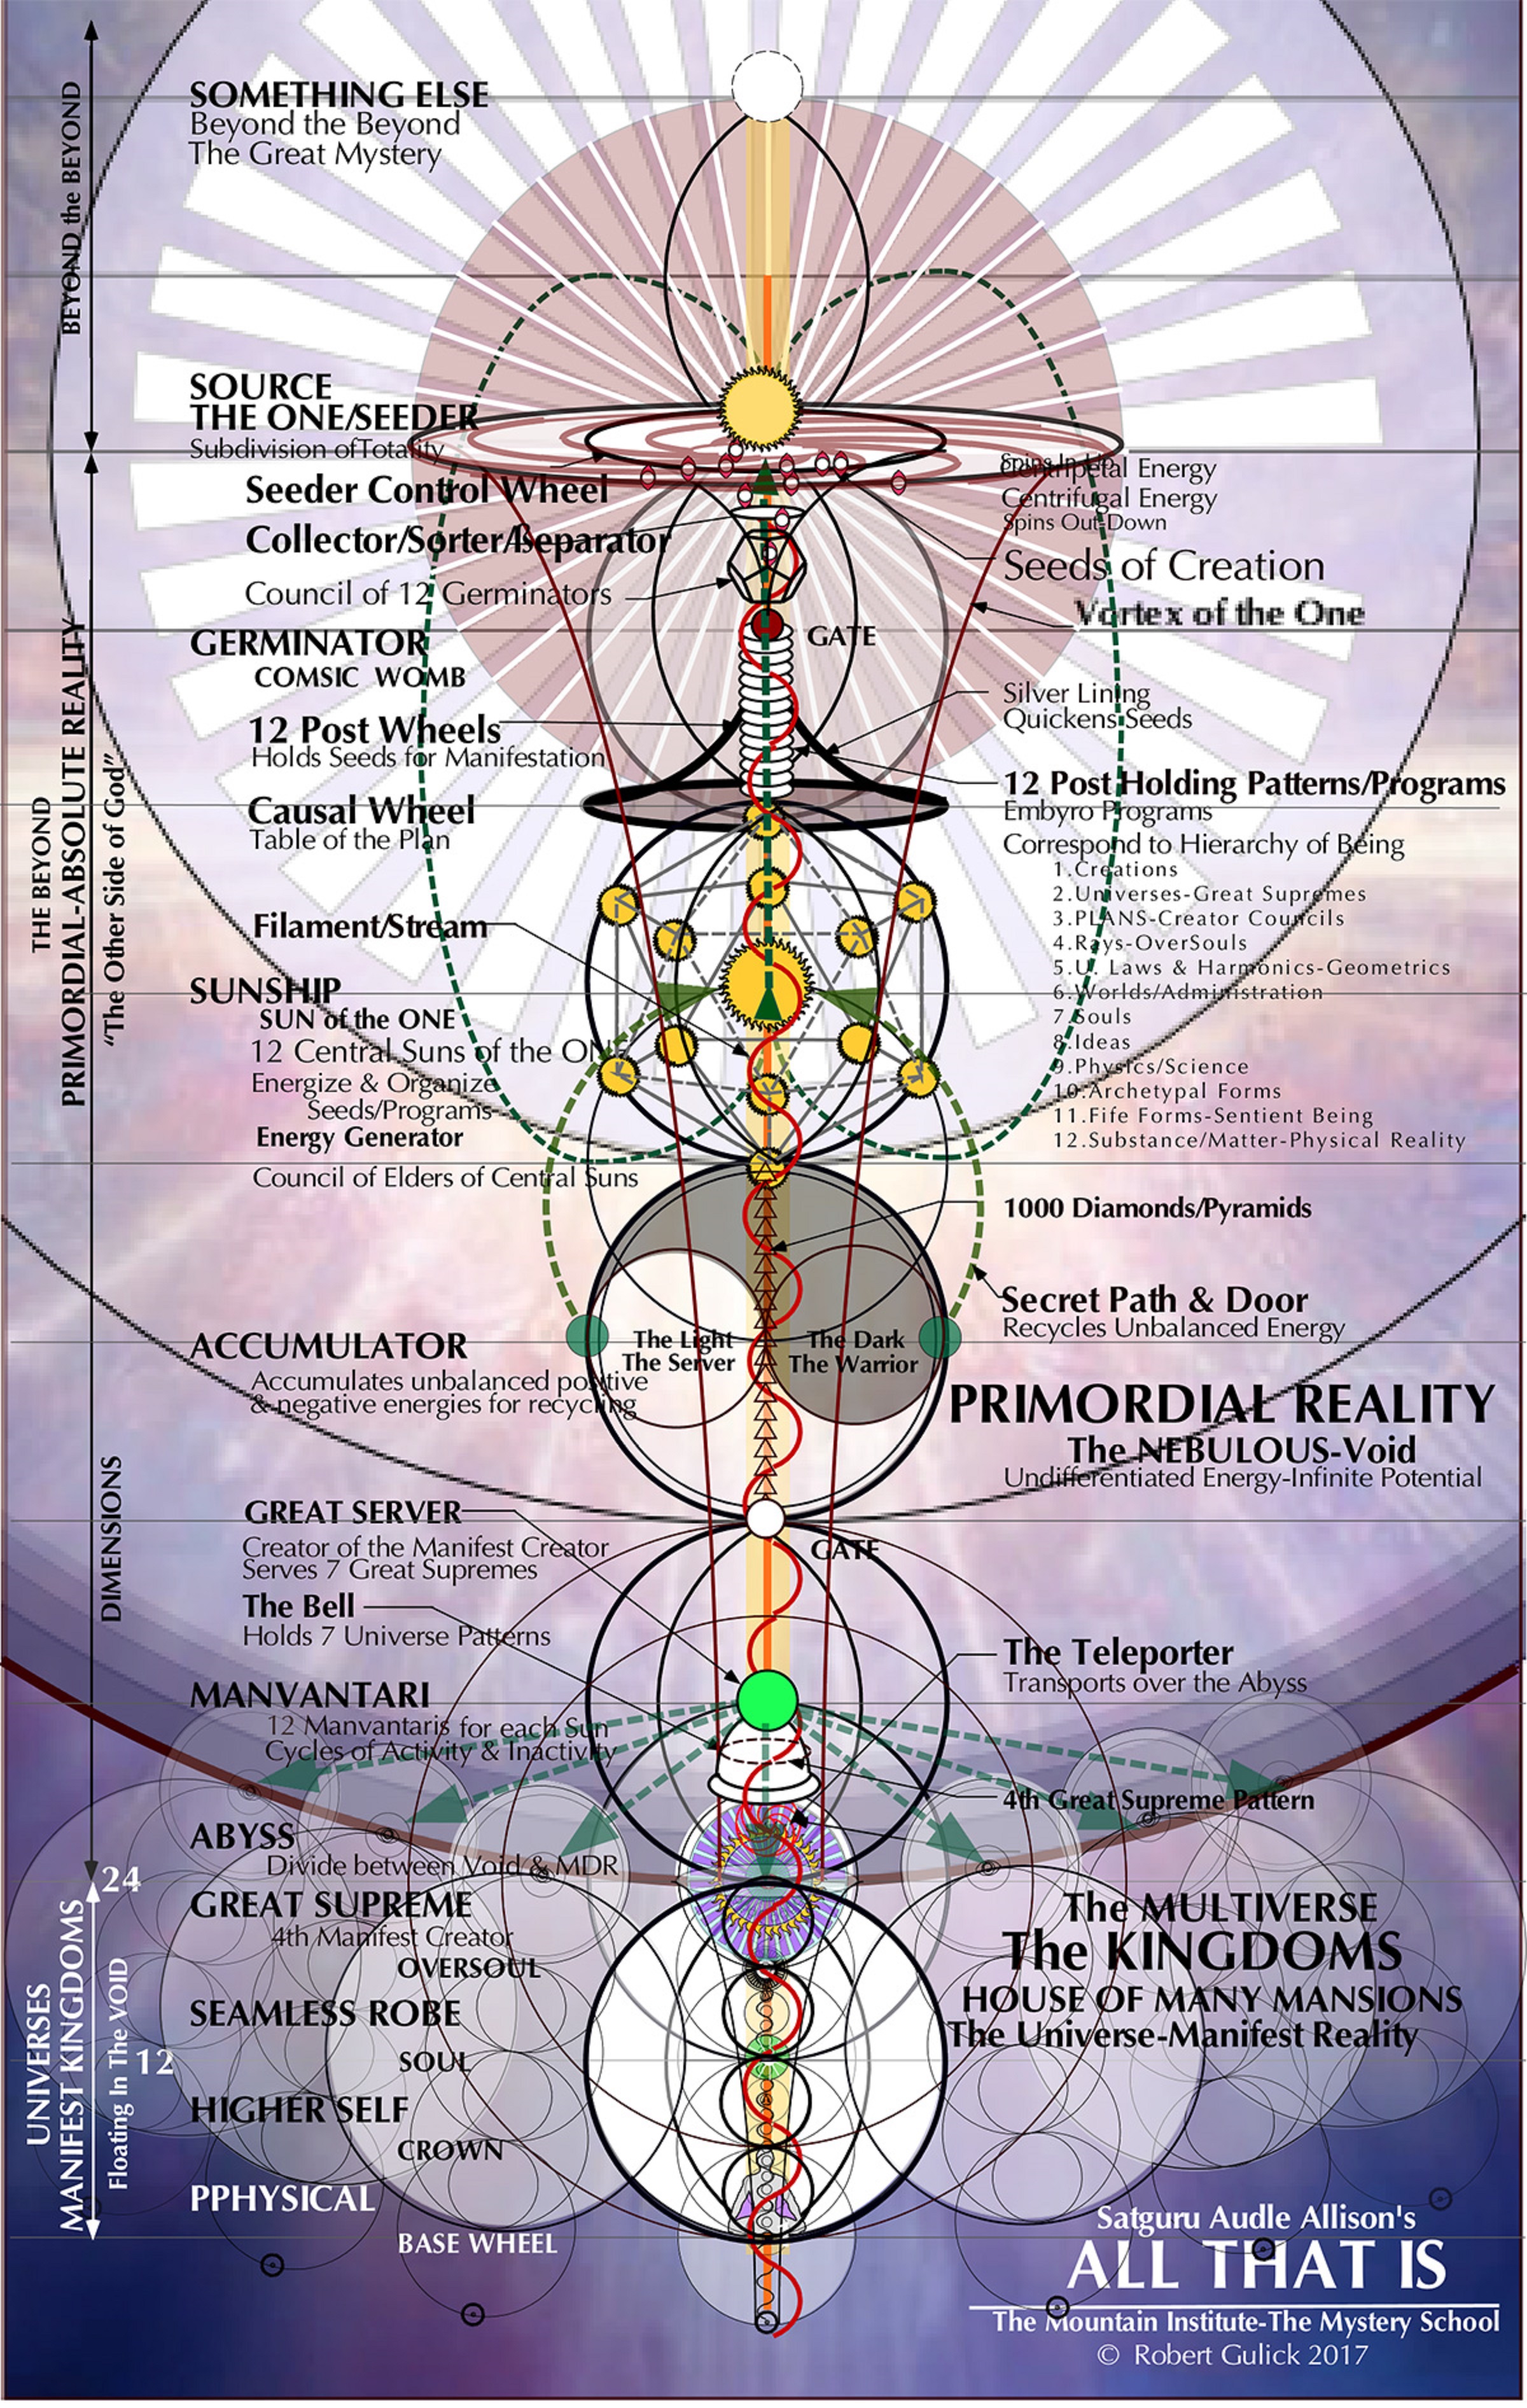 BEYOND the BEYOND
SOMETHING ELSE
Beyond the Beyond
The Great Mystery
SOURCE
THE ONE/SEEDER
Subdivision ofTotality
Seeder Control Wheel
Collector/Sorter/Separator
Council of 12 Germinators
Centripetal Energy
Centrifugal Energy
Spins Out-Down
Seeds of Creation
Vortex of the One
GATE
GERMINATOR
COMSIC WOMB
12 Post Wheels
Holds Seeds for Manifestation
Causal Wheel
Table of the Plan
Silver Lining
Quickens Seeds
12 Post Holding Patterns/Programs
Embyro Programs
Correspond to Hierarchy of Being
1.Creations
2.Universes-Great Supremes
3.PLANS-Creator Councils
4.Rays-OverSouls
5.U. Laws & Harmonics-Geometrics
6.Worlds/Administration
7.Souls
8.Ideas
9.Physics/Science
10.Archetypal Forms
11.Fife Forms-Sentient Being
12.Substance/Matter-Physical Reality
THE BEYOND
PRIMORDIAL-ABSOLUTE REALITY
"The Other Side of God"
Filament/Stream
SUNSHIP
SUN of the ONE
12 Central Suns of the ON
Energize & Organize
Seeds/Programs
Energy Generator
Council of Elders of Central Suns
1000 Diamonds/Pyramids
Secret Path & Door
Recycles Unbalanced Energy
The Light
The Server
The Dark
The Warrior
ACCUMULATOR
Accumulates unbalanced positive
& negative energies for recycling
PRIMORDIAL REALITY
The NEBULOUS-Void
Undifferentiated Energy-Infinite Potential
DIMENSIONS
GREAT SERVER
Creator of the Manifest Creator
Serves 7 Great Supremes
GATE
The Bell
Holds 7 Universe Patterns
The Teleporter
Transports over the Abyss
MANVANTARI
12 Manvantaris for each Sun
Cycles of Activity & Inactivity
4th Great Supreme Pattern
ABYSS
Divide between Void & MDR
24
GREAT SUPREME
4th Manifest Creator
OVERSOUL
SEAMLESS ROBE
SOUL
12
HIGHER SELF
CROWN
PPHYSICAL
BASE WHEEL
UNIVERSES
MANIFEST KINGDOMS
Floating In The VOID
The MULTIVERSE
The KINGDOMS
HOUSE OF MANY MANSIONS
The Universe-Manifest Reality
Satguru Audle Allison's
ALL THAT IS
The Mountain Institute-The Mystery School
© Robert Gulick 2017